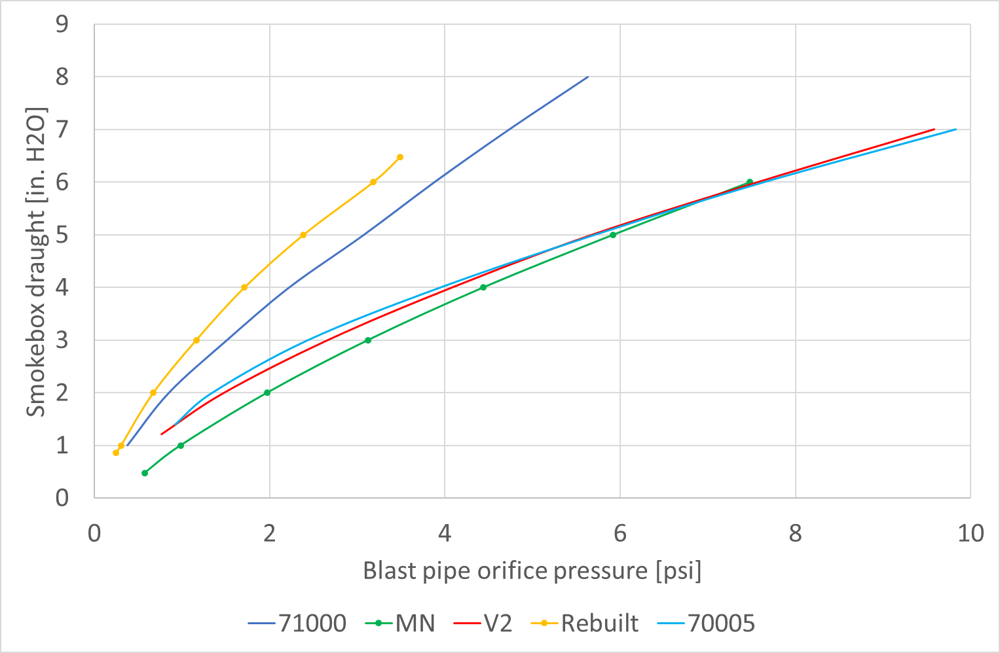 9
8
7
6
5
4
3
2
1
0
Smokebox draught [in. H2O]
0 2 4 6 8 10
Blast pipe orifice pressure [psi]
71000 MN V2 Rebuilt 70005